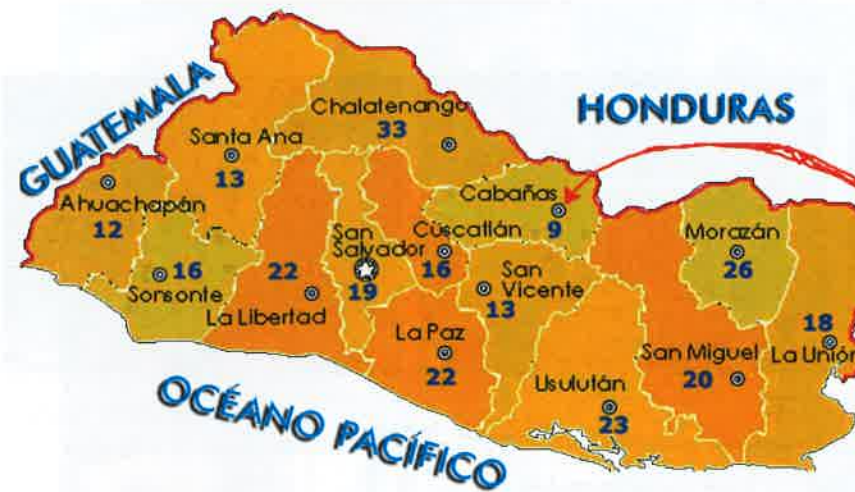 GUATEMALA
HONDURAS
Chalatenango
33
Santa Ana
13
Ahuachapán
12
Cabañas
9
Morazán
26
San
Salvador
19
Cúscatlán
16
16
Sonsonte
22
La Libertad
San
Vicente
13
La Paz
22
18
La Unión
San Miguel
20
Usulután
23
OCÉANO PACÍFICO